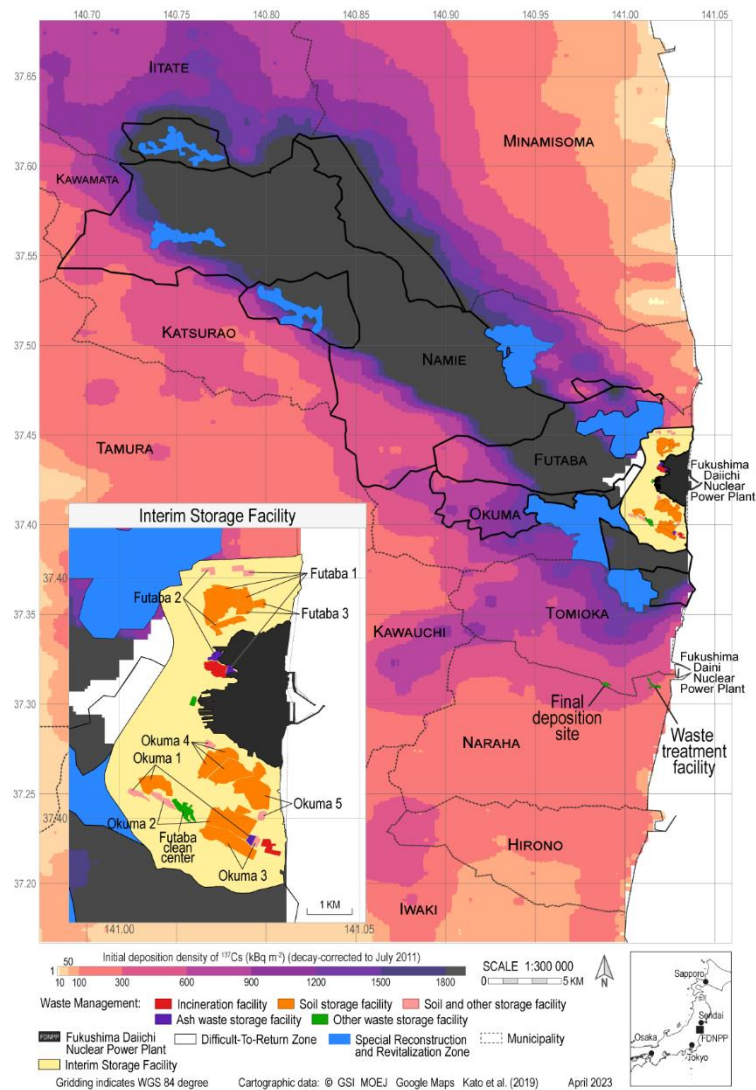 140.70 140.75 140.80 140.85 140.90 140.95 141.00 141.05
37.65
IITATE
MINAMISOMA
37.60
KAWAMATA
37.55
KATSURAO
37.50
NAMIE
37.45
TAMURA
FUTABA
Fukushima
Daiichi
Nuclear
Power Plant
OKUMA
37.40
Interim Storage Facility
37.40
Futaba 1
Futaba 2
Futaba 3
37.35
TOMIOKA
KAWAUCHI
Fukushima
Daini
Nuclear
Power Plant
37.30
Final
deposition
site
Waste
treatment
facility
NARAHA
Okuma 4
Okuma 1
37.25
Okuma 5
Okuma 2
37.40
Futaba
clean
center
Okuma 3
HIRONO
37.20
IWAKI
1 KM
141.00 141.05
Initial deposition density of ¹³⁷Cs (kBq m⁻²) (decay-corrected to July 2011)
1 50
10 100 300 600 900 1200 1500 1800
SCALE 1:300 000
0 5 KM
N
Waste Management: Incineration facility Soil storage facility Soil and other storage facility
Ash waste storage facility Other waste storage facility
FDNPP Fukushima Daiichi
Nuclear Power Plant
Difficult-To-Return Zone
Special Reconstruction
and Revitalization Zone
Municipality
Interim Storage Facility
Sapporo
Sendai
FDNPP
Osaka
Tokyo
Gridding indicates WGS 84 degree Cartographic data: © GSI MOEJ Google Maps Kato et al. (2019) April 2023